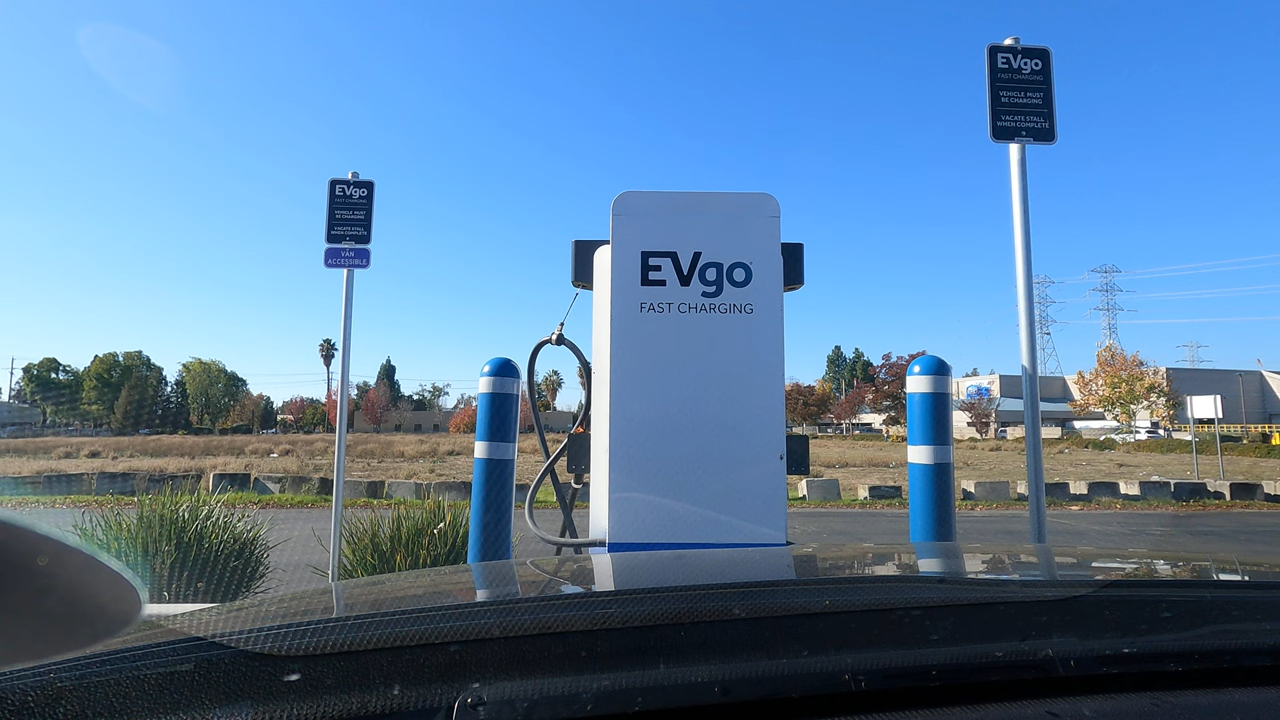 EVgo
FAST CHARGING
VEHICLE MUST
BE CHARGING
VACATE STALL
WHEN COMPLETE
VAN
ACCESSIBLE
EVgo
FAST CHARGING
EVgo
FAST CHARGING
VEHICLE MUST
BE CHARGING
VACATE STALL
WHEN COMPLETE